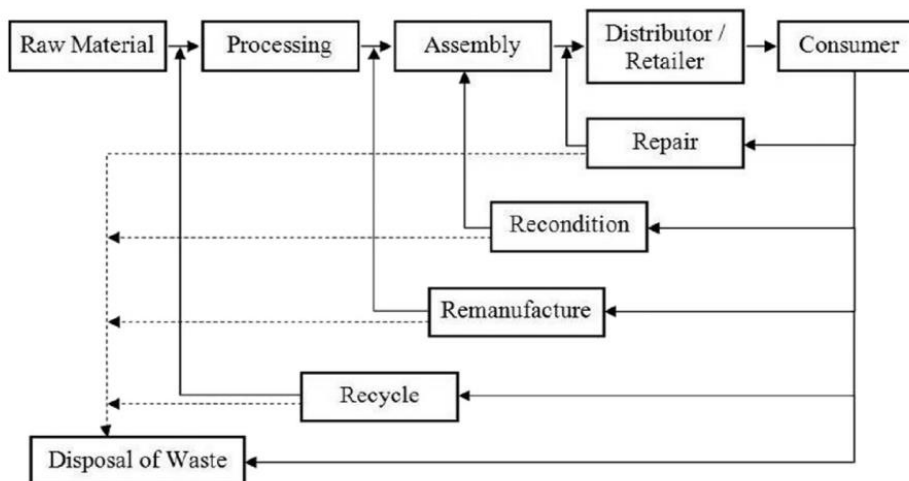 Raw Material
Processing
Assembly
Distributor /
Retailer
Consumer
Repair
Recondition
Remanufacture
Recycle
Disposal of Waste